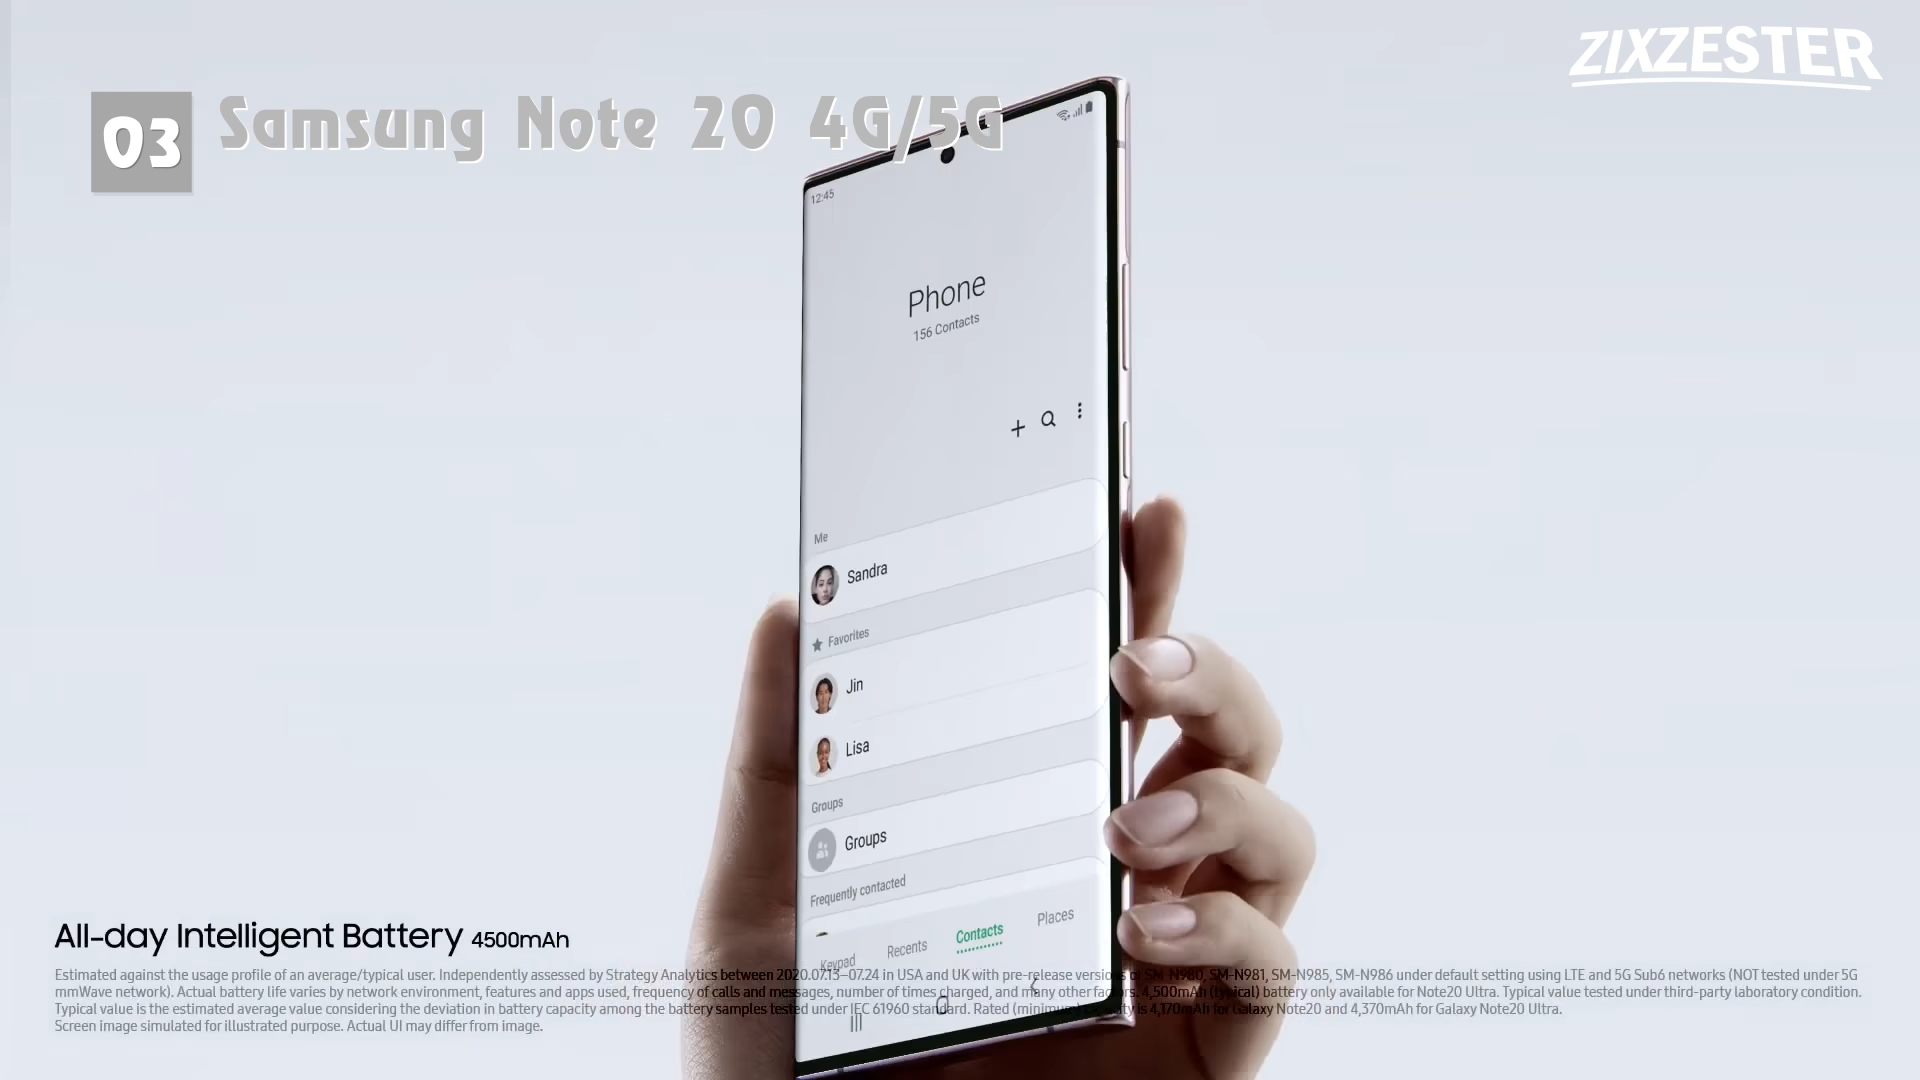 ZIXZESTER
03 Samsung Note 20 4G/5G
12:45
Phone
156 Contacts
Me
Sandra
Favorites
Jin
Lisa
Groups
Groups
Frequently contacted
Keypad Recents Contacts Places
All-day Intelligent Battery 4500mAh
Estimated against the usage profile of an average/typical user. Independently assessed by Strategy Analytics between 2020.07.13–07.24 in USA and UK with pre-release versions of SM-N980, SM-N981, SM-N985, SM-N986 under default setting using LTE and 5G Sub6 networks (NOT tested under 5G
mmWave network). Actual battery life varies by network environment, features and apps used, frequency of calls and messages, number of times charged, and many other factors. 4,500mAh (typical) battery only available for Note20 Ultra. Typical value tested under third-party laboratory condition.
Typical value is the estimated average value considering the deviation in battery capacity among the battery samples tested under IEC 61960 standard. Rated (minimum) capacity is 4,170mAh for Galaxy Note20 and 4,370mAh for Galaxy Note20 Ultra.
Screen image simulated for illustrated purpose. Actual UI may differ from image.